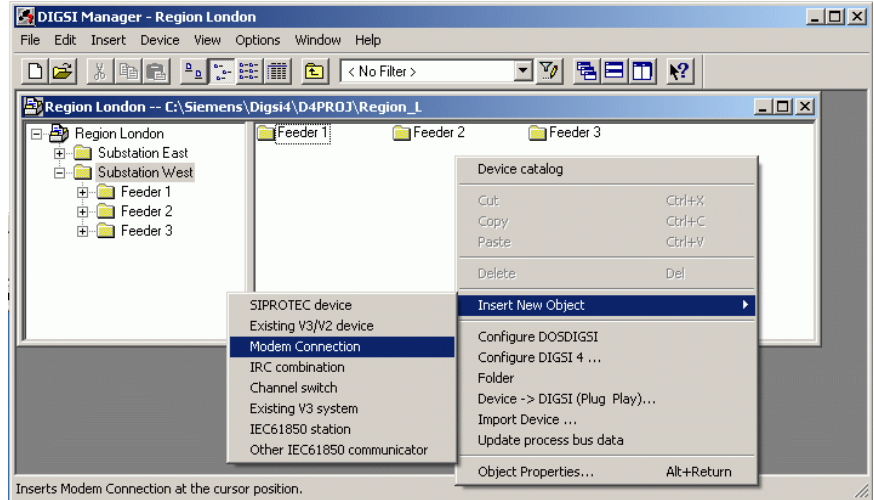 DIGSI Manager - Region London
File Edit Insert Device View Options Window Help
< No Filter >
Region London -- C:\Siemens\Digsi4\D4PROJ\Region_L
Region London
Substation East
Substation West
Feeder 1
Feeder 2
Feeder 3
Feeder 1 Feeder 2 Feeder 3
Device catalog
Cut Ctrl+X
Copy Ctrl+C
Paste Ctrl+V
Delete Del
Insert New Object
Configure DOSDIGSI
Configure DIGSI 4 ...
Folder
Device -> DIGSI (Plug Play)...
Import Device ...
Update process bus data
Object Properties... Alt+Return
SIPROTEC device
Existing V3/V2 device
Modem Connection
IRC combination
Channel switch
Existing V3 system
IEC61850 station
Other IEC61850 communicator
Inserts Modem Connection at the cursor position.